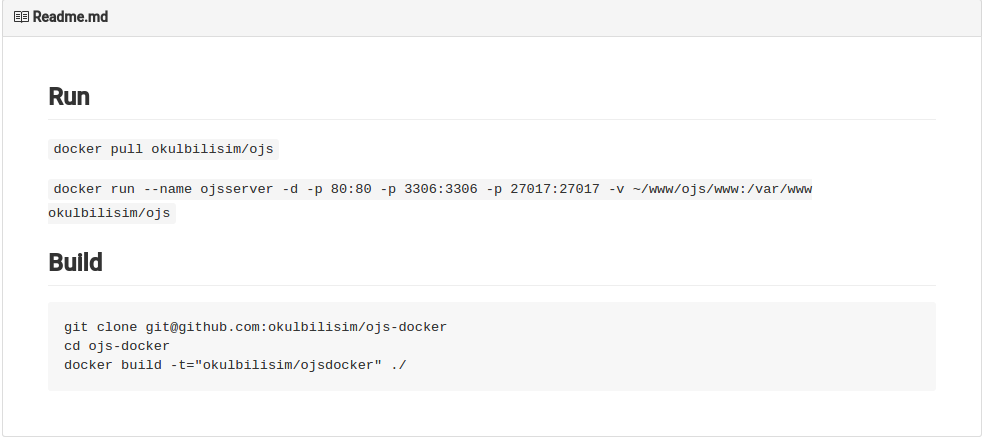 Readme.md
Run
docker pull okulbilisim/ojs
docker run --name ojsserver -d -p 80:80 -p 3306:3306 -p 27017:27017 -v ~/www/ojs/www:/var/www
okulbilisim/ojs
Build
git clone git@github.com:okulbilisim/ojs-docker
cd ojs-docker
docker build -t="okulbilisim/ojsdocker" ./